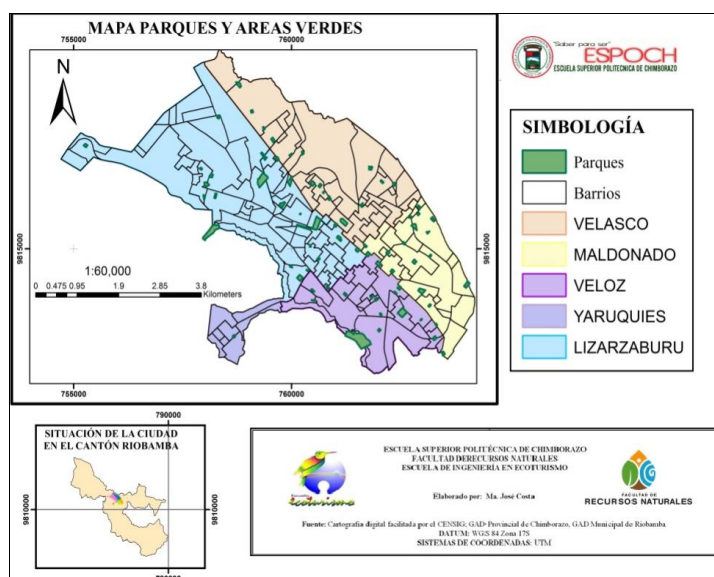 MAPA PARQUES Y AREAS VERDES
755000
760000
N
9815000
9815000
1:60,000
0 0.475 0.95 1.9 2.85 3.8
Kilometers
755000
760000
"Saber para ser"
ESPOCH
ESCUELA SUPERIOR POLITECNICA DE CHIMBORAZO
SIMBOLOGÍA
Parques
Barrios
VELASCO
MALDONADO
VELOZ
YARUQUIES
LIZARZABURU
790000
SITUACIÓN DE LA CIUDAD
EN EL CANTÓN RIOBAMBA
9810000
9810000
790000
ESCUELA SUPERIOR POLITÉCNICA DE CHIMBORAZO
FACULTAD DERECURSOS NATURALES
ESCUELA DE INGENIERÍA EN ECOTURISMO
Elaborado por: Ma. José Costa
ecoturismo
FACULTAD DE
RECURSOS NATURALES
Fuente: Cartografía digital facilitada por el CENSIG; GAD Provincial de Chimborazo, GAD Municipal de Riobamba
DATUM: WGS 84 Zona 17S
SISTEMAS DE COORDENADAS: UTM